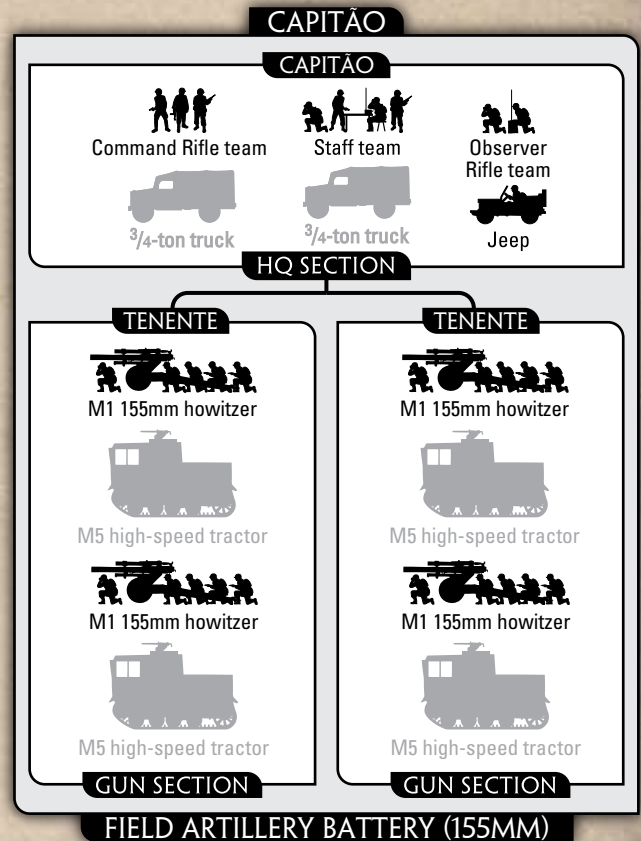 CAPITÃO
CAPITÃO
Command Rifle team
3/4-ton truck
Staff team
3/4-ton truck
Observer
Rifle team
Jeep
HQ SECTION
TENENTE
M1 155mm howitzer
M5 high-speed tractor
M1 155mm howitzer
M5 high-speed tractor
GUN SECTION
TENENTE
M1 155mm howitzer
M5 high-speed tractor
M1 155mm howitzer
M5 high-speed tractor
GUN SECTION
FIELD ARTILLERY BATTERY (155MM)